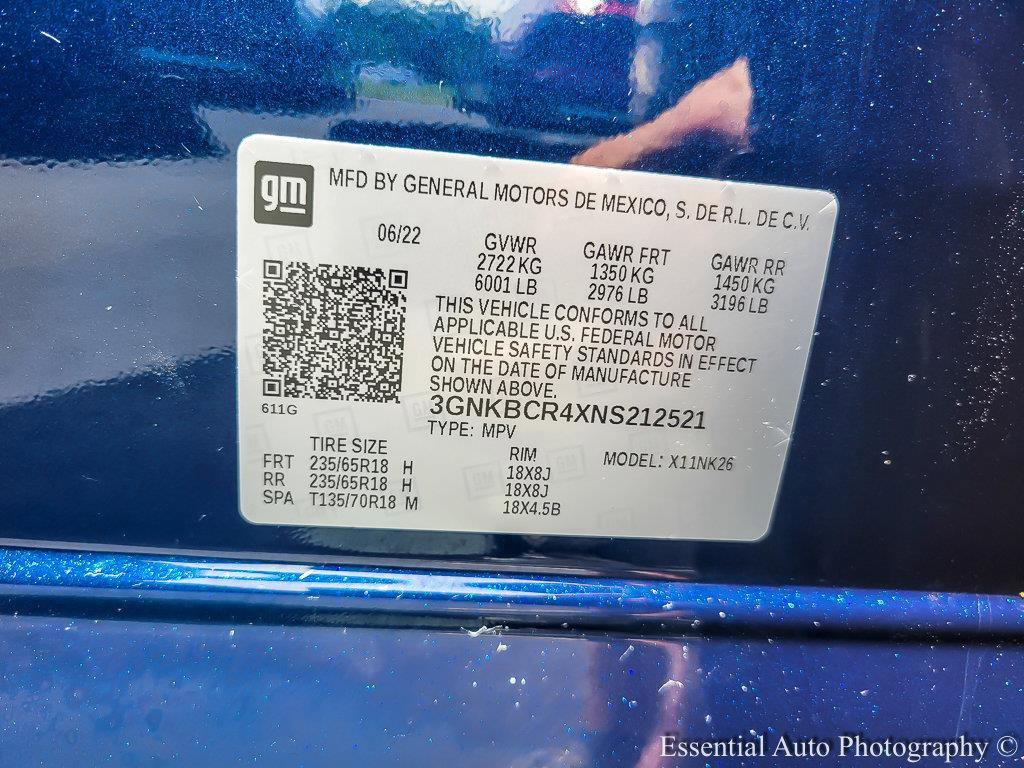 gm
MFD BY GENERAL MOTORS DE MEXICO, S. DE R.L. DE C.V.
06/22 GVWR GAWR FRT GAWR RR
2722 KG 1350 KG 1450 KG
6001 LB 2976 LB 3196 LB
THIS VEHICLE CONFORMS TO ALL
APPLICABLE U.S. FEDERAL MOTOR
VEHICLE SAFETY STANDARDS IN EFFECT
ON THE DATE OF MANUFACTURE
SHOWN ABOVE.
611G
3GNKBCR4XNS212521
TYPE: MPV
TIRE SIZE RIM MODEL: X11NK26
FRT 235/65R18 H 18X8J
RR 235/65R18 H 18X8J
SPA T135/70R18 M 18X4.5B
Essential Auto Photography ©